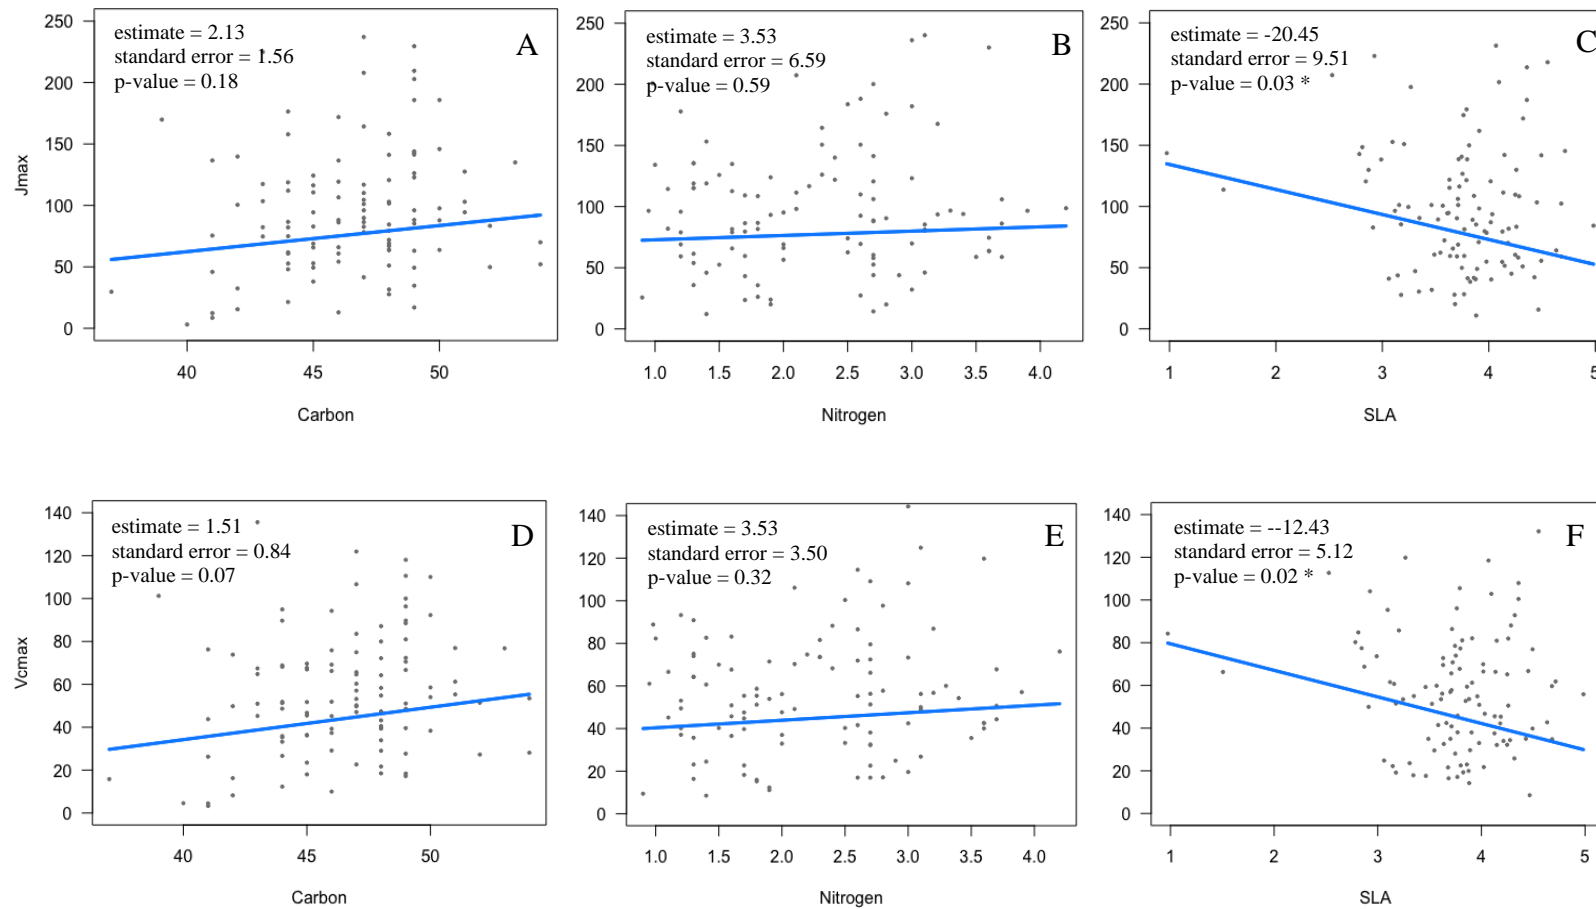 estimate = 2.13
standard error = 1.56
p-value = 0.18
A
250
200
150
100
50
0
Jmax
40 45 50
Carbon
estimate = 3.53
standard error = 6.59
p-value = 0.59
B
250
200
150
100
50
0
1.0 1.5 2.0 2.5 3.0 3.5 4.0
Nitrogen
estimate = -20.45
standard error = 9.51
p-value = 0.03 *
C
250
200
150
100
50
0
1 2 3 4 5
SLA
estimate = 1.51
standard error = 0.84
p-value = 0.07
D
140
120
100
80
60
40
20
0
Vcmax
40 45 50
Carbon
estimate = 3.53
standard error = 3.50
p-value = 0.32
E
140
120
100
80
60
40
20
0
1.0 1.5 2.0 2.5 3.0 3.5 4.0
Nitrogen
estimate = --12.43
standard error = 5.12
p-value = 0.02 *
F
140
120
100
80
60
40
20
0
1 2 3 4 5
SLA